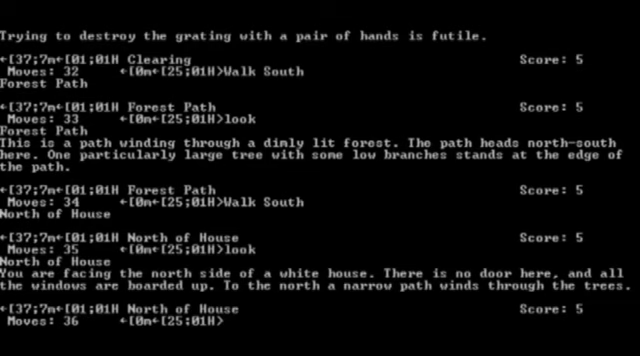 Trying to destroy the grating with a pair of hands is futile.
←[37;7m←[01;01H Clearing Score: 5
Moves: 32 ←[0m←[25;01H>Walk South
Forest Path
←[37;7m←[01;01H Forest Path Score: 5
Moves: 33 ←[0m←[25;01H>look
Forest Path
This is a path winding through a dimly lit forest. The path heads north-south
here. One particularly large tree with some low branches stands at the edge of
the path.
←[37;7m←[01;01H Forest Path Score: 5
Moves: 34 ←[0m←[25;01H>Walk South
North of House
←[37;7m←[01;01H North of House Score: 5
Moves: 35 ←[0m←[25;01H>look
North of House
You are facing the north side of a white house. There is no door here, and all
the windows are boarded up. To the north a narrow path winds through the trees.
←[37;7m←[01;01H North of House Score: 5
Moves: 36 ←[0m←[25;01H>